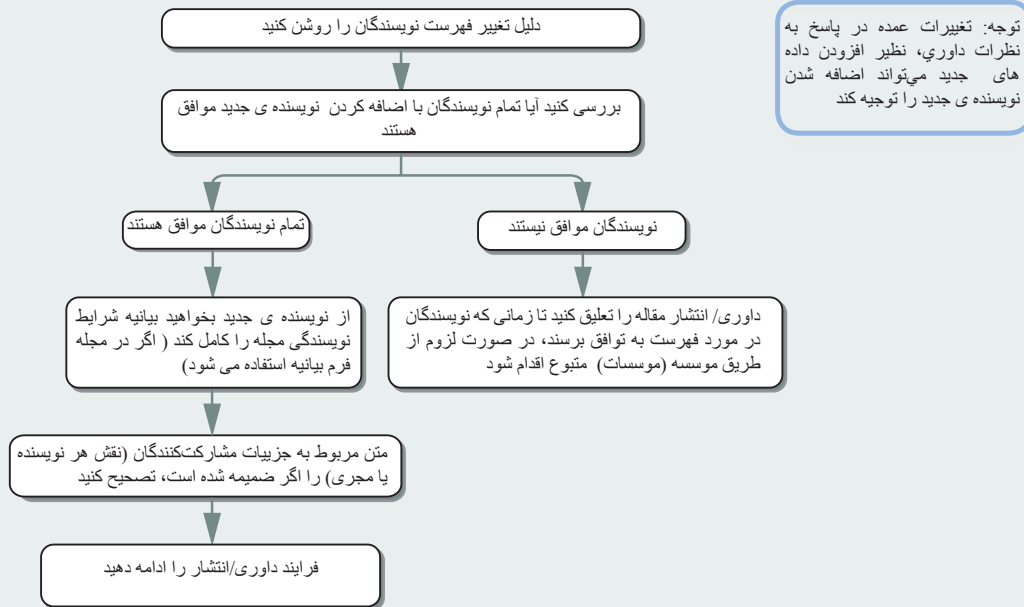 دلیل تغییر فهرست نویسندگان را روشن کنید
توجه: تغییرات عمده در پاسخ به
نظرات داوري، نظیر افزودن داده
های جدید مي‌تواند اضافه شدن
نویسنده ی جدید را توجیه کند
بررسی کنید آیا تمام نویسندگان با اضافه کردن نویسنده ی جدید موافق
هستند
تمام نویسندگان موافق هستند
نویسندگان موافق نیستند
از نویسنده ی جدید بخواهید بیانیه شرایط
نویسندگی مجله را کامل کند ( اگر در مجله
فرم بیانیه استفاده می شود)
داوری/ انتشار مقاله را تعلیق کنید تا زمانی که نویسندگان
در مورد فهرست به توافق برسند، در صورت لزوم از
طریق موسسه (موسسات) متبوع اقدام شود
متن مربوط به جزییات مشارکت‌کنندگان (نقش هر نویسنده
یا مجری) را اگر ضمیمه شده است، تصحیح کنید
فرایند داوری/انتشار را ادامه دهید